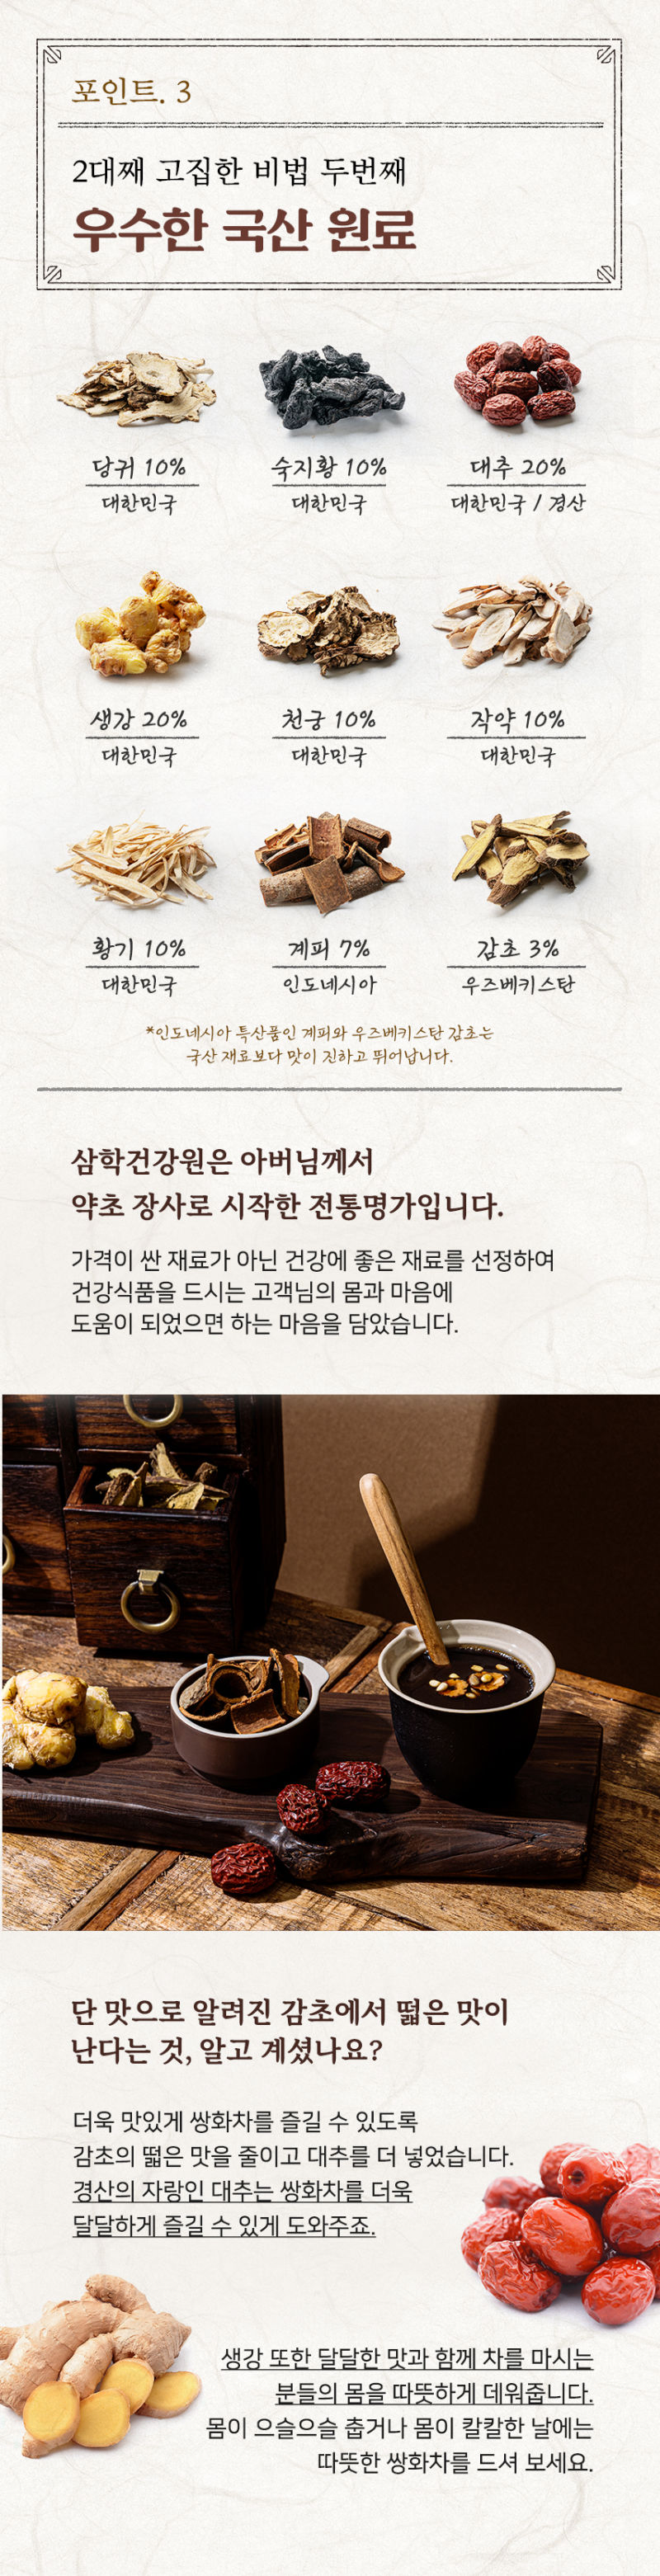 포인트. 3
2대째 고집한 비법 두번째
우수한 국산 원료
당귀 10% 숙지황 10% 대추 20%
대한민국 대한민국 대한민국 / 경산
생강 20% 천궁 10% 작약 10%
대한민국 대한민국 대한민국
황기 10% 계피 7% 감초 3%
대한민국 인도네시아 우즈베키스탄
*인도네시아 특산품인 계피와 우즈베키스탄 감초는
국산 재료보다 맛이 진하고 뛰어납니다.
삼학건강원은 아버님께서
약초 장사로 시작한 전통명가입니다.
가격이 싼 재료가 아닌 건강에 좋은 재료를 선정하여
건강식품을 드시는 고객님의 몸과 마음에
도움이 되었으면 하는 마음을 담았습니다.
단 맛으로 알려진 감초에서 떫은 맛이
난다는 것, 알고 계셨나요?
더욱 맛있게 쌍화차를 즐길 수 있도록
감초의 떫은 맛을 줄이고 대추를 더 넣었습니다.
경산의 자랑인 대추는 쌍화차를 더욱
달달하게 즐길 수 있게 도와주죠.
생강 또한 달달한 맛과 함께 차를 마시는
분들의 몸을 따뜻하게 데워줍니다.
몸이 으슬으슬 춥거나 몸이 칼칼한 날에는
따뜻한 쌍화차를 드셔 보세요.